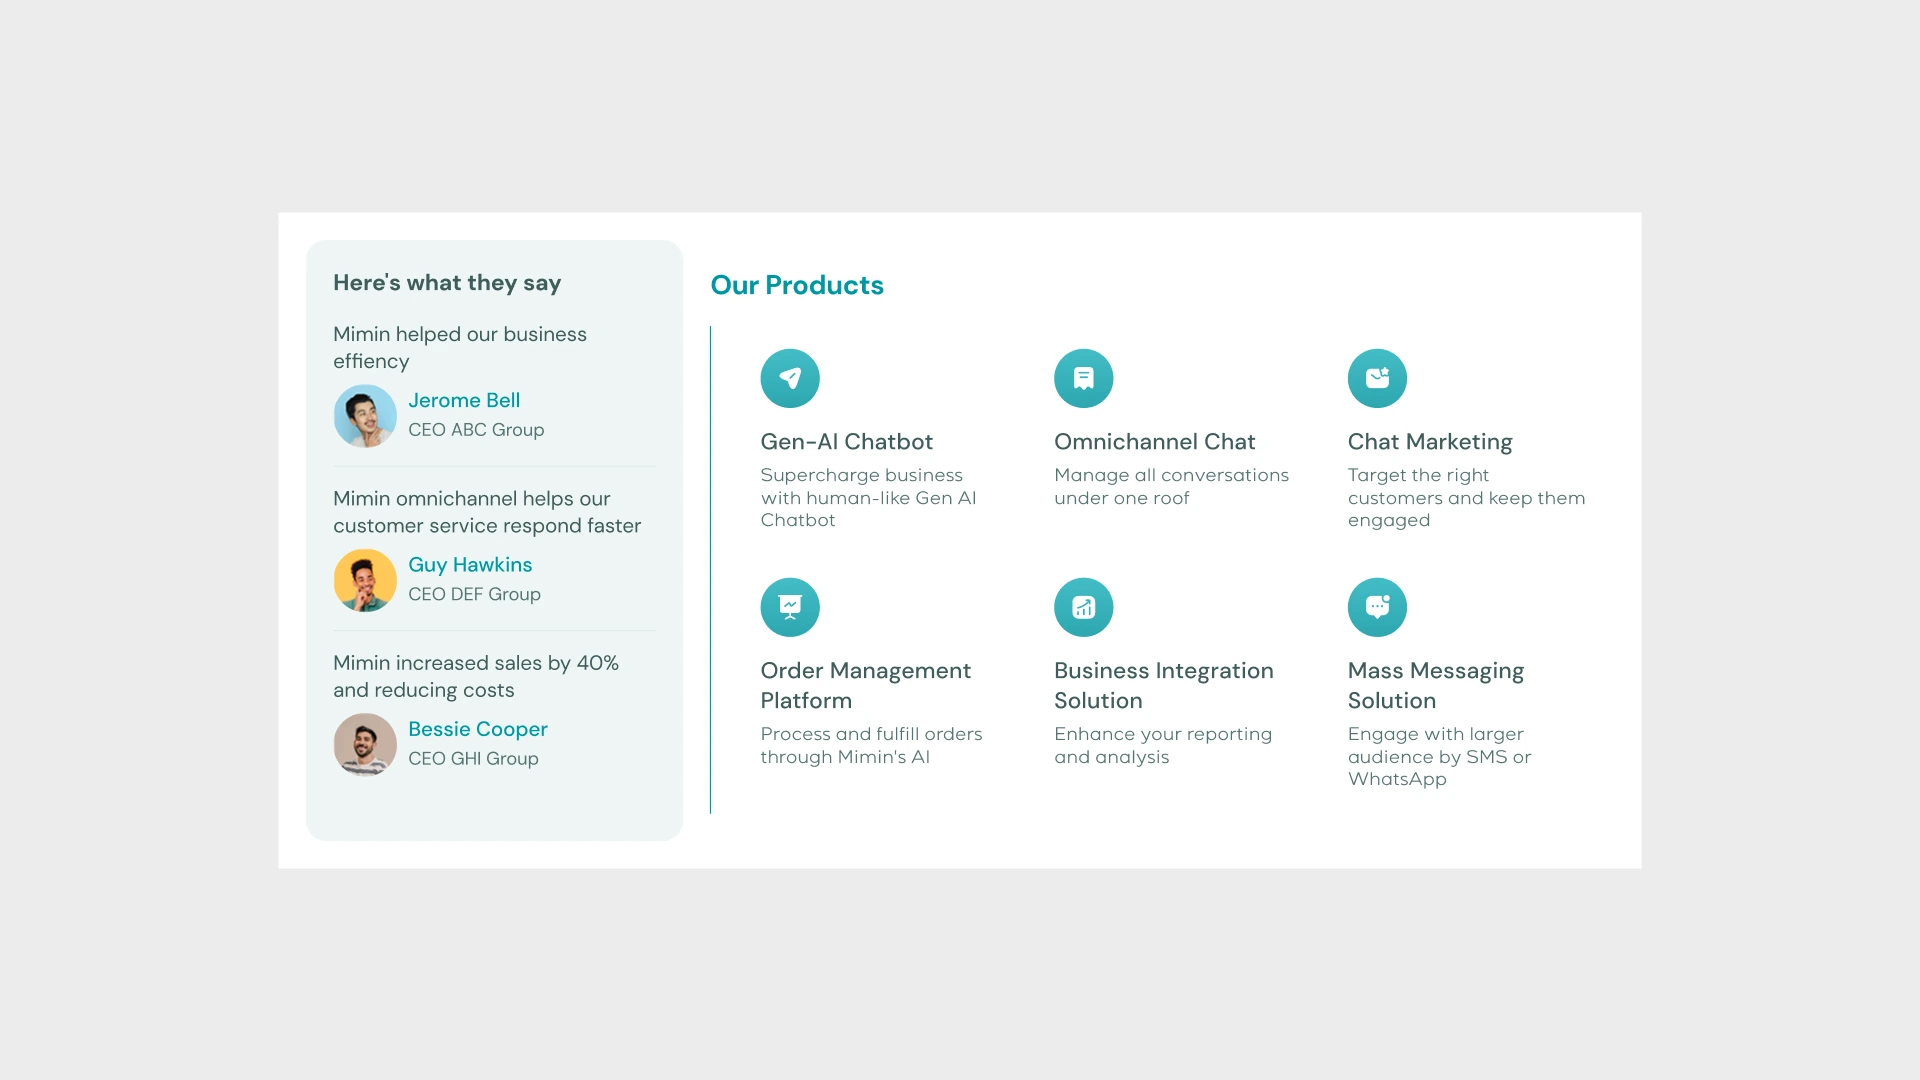 Here's what they say
Mimin helped our business
effiency
Jerome Bell
CEO ABC Group
Mimin omnichannel helps our
customer service respond faster
Guy Hawkins
CEO DEF Group
Mimin increased sales by 40%
and reducing costs
Bessie Cooper
CEO GHI Group
Our Products
Gen-AI Chatbot
Supercharge business
with human-like Gen AI
Chatbot
Omnichannel Chat
Manage all conversations
under one roof
Chat Marketing
Target the right
customers and keep them
engaged
Order Management
Platform
Process and fulfill orders
through Mimin's AI
Business Integration
Solution
Enhance your reporting
and analysis
Mass Messaging
Solution
Engage with larger
audience by SMS or
WhatsApp